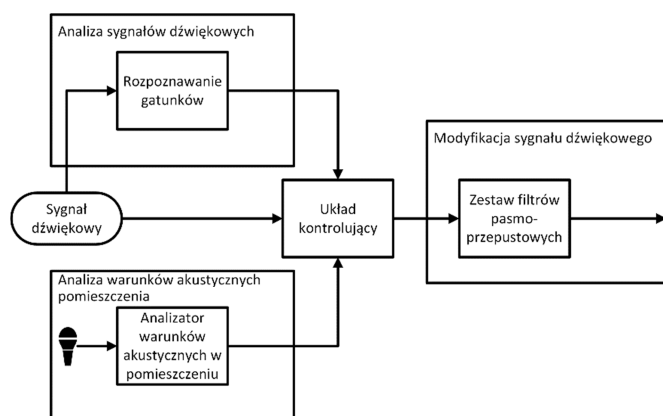 Analiza sygnałów dźwiękowych
Rozpoznawanie
gatunków
Modyfikacja sygnału dźwiękowego
Sygnał
dźwiękowy
Układ
kontrolujący
Zestaw filtrów
pasmo-
przepustowych
Analiza warunków akustycznych
pomieszczenia
Analizator
warunków
akustycznych w
pomieszczeniu